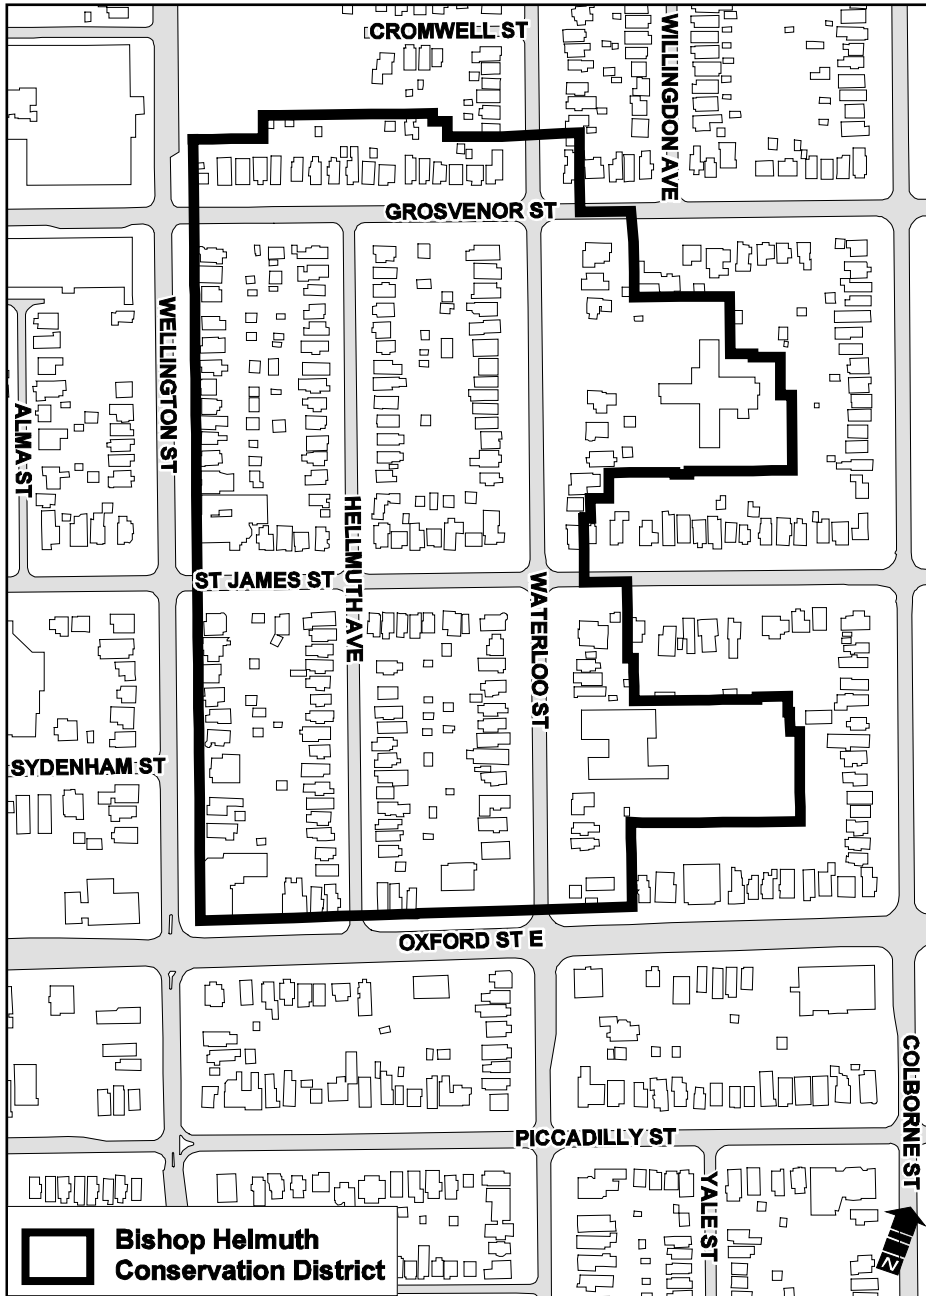 CROMWELL ST
WILLINGDON AVE
GROSVENOR ST
WELLINGTON ST
ALMA ST
HELLMUTH AVE
ST JAMES ST
WATERLOO ST
SYDENHAM ST
OXFORD ST E
COLBORNE ST
PICCADILLY ST
YALE ST
Bishop Helmuth
Conservation District
N